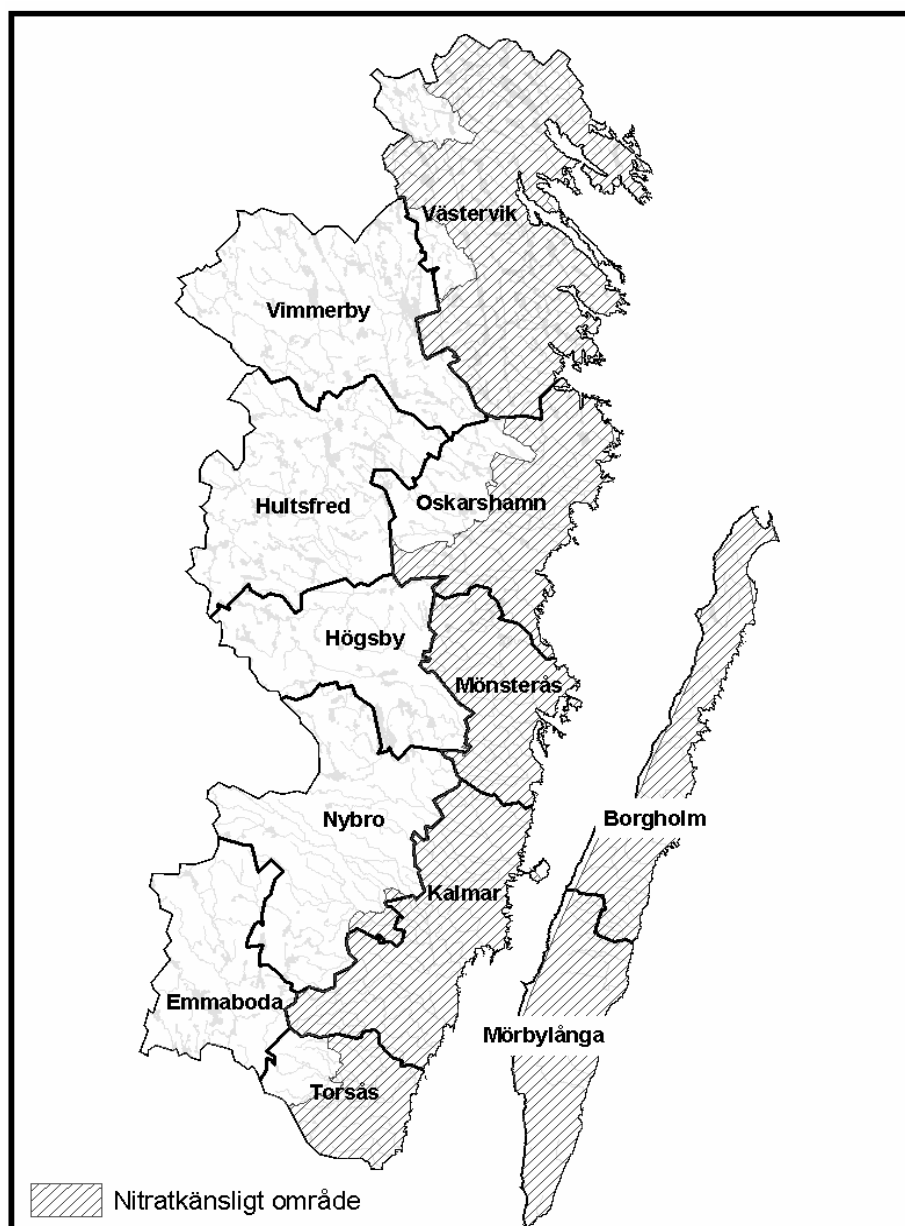 Västervik
Vimmerby
Hultsfred
Oskarshamn
Högsby
Mönsterås
Nybro
Borgholm
Kalmar
Emmaboda
Mörbylånga
Torsås
Nitratkänsligt område